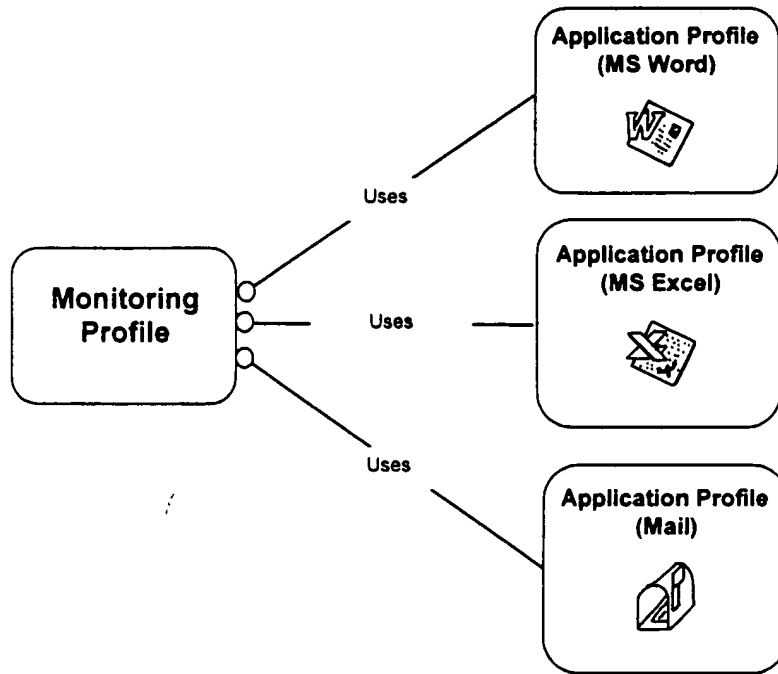 Application Profile
(MS Word)
W
Uses
Monitoring
Profile
Uses
Application Profile
(MS Excel)
Uses
Application Profile
(Mail)